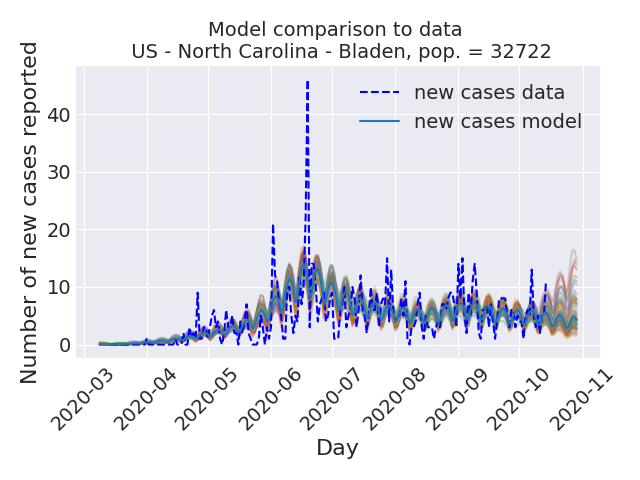 Model comparison to data
US - North Carolina - Bladen, pop. = 32722
Number of new cases reported
40
30
20
10
0
new cases data
new cases model
2020-03
2020-04
2020-05
2020-06
2020-07
2020-08
2020-09
2020-10
2020-11
Day